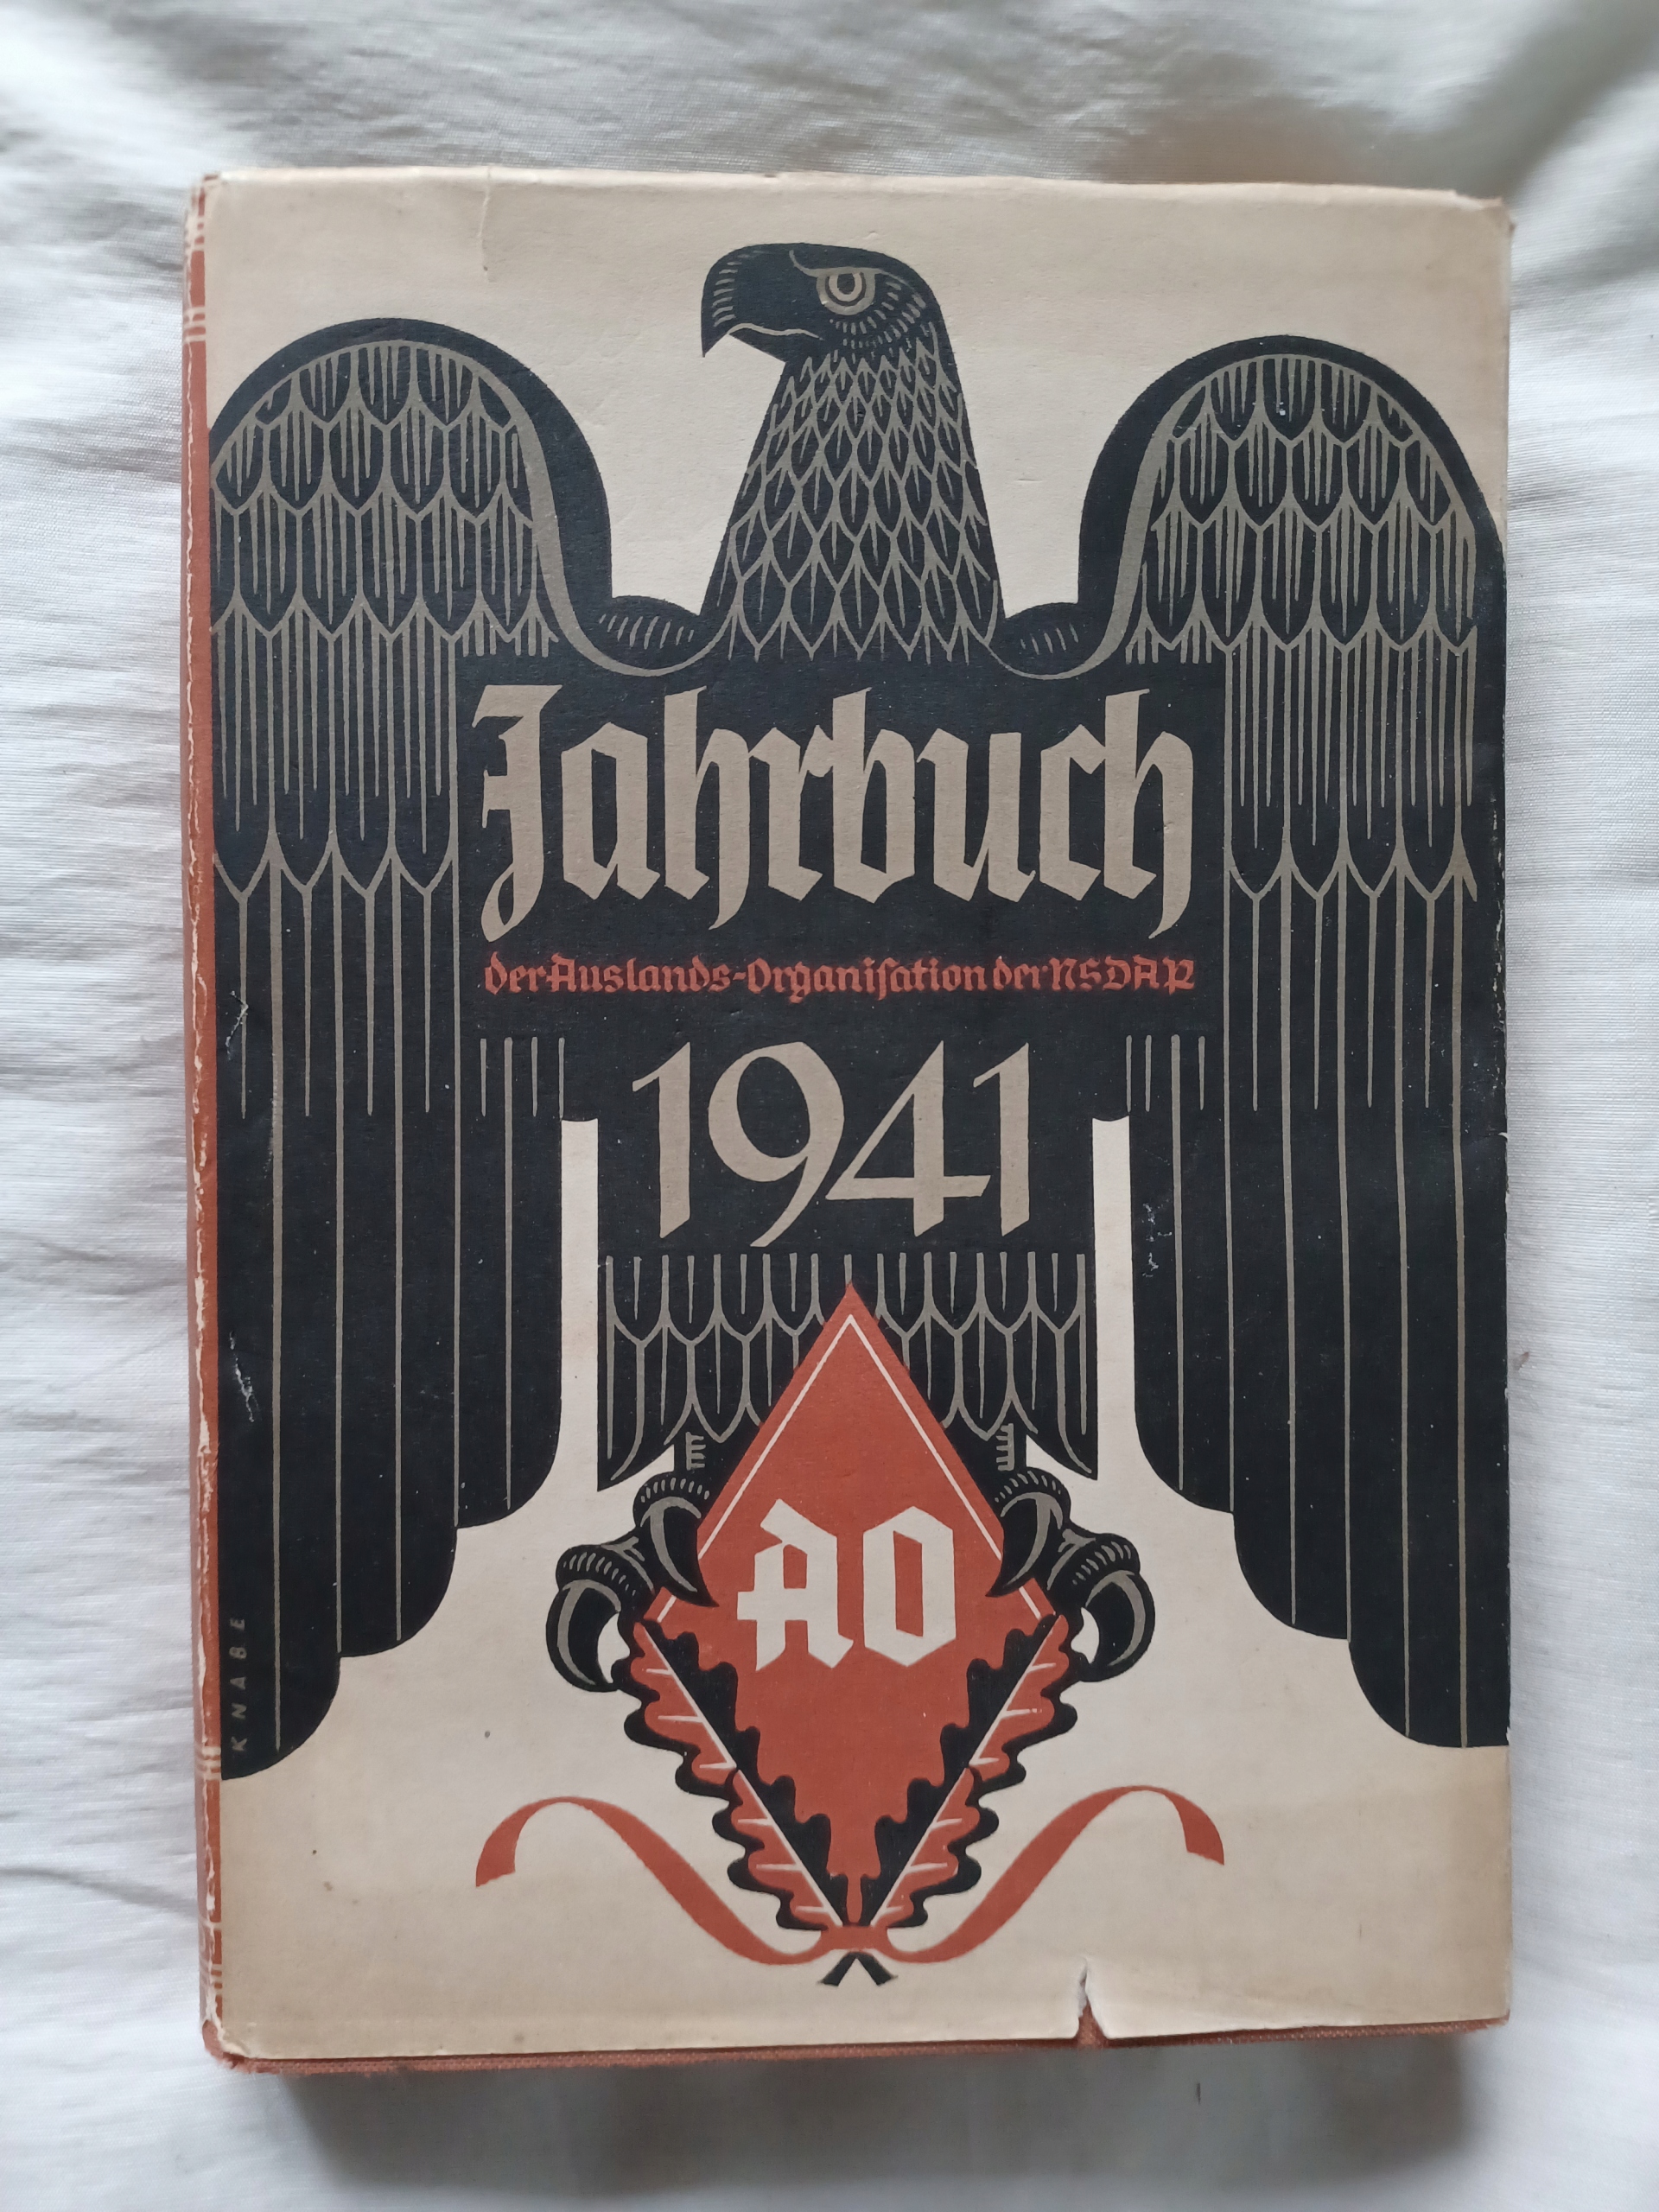 Jahrbuch
der Auslands-Organiſation der NSDAP
1941
AO
KNABE